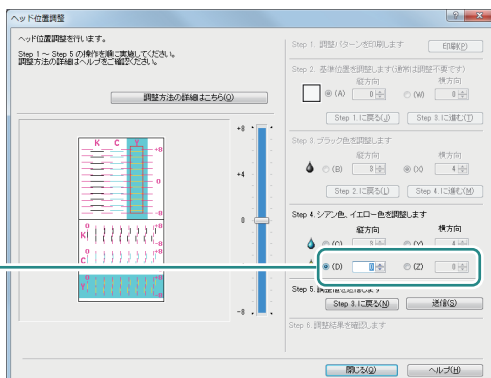 ヘッド位置調整
ヘッド位置調整を行います。
Step 1 ～ Step 5 の操作を順に実施してください。
調整方法の詳細はヘルプをご確認ください。
調整方法の詳細はこちら(O)
K C Y
+8
0
-8
K
C
Y
+8
+4
0
-8
Step 1. 調整パターンを印刷します
印刷(P)
Step 2. 基準位置を調整します(通常は調整不要です)
縦方向 横方向
(A) (W)
Step 1.に戻る(J) Step 3.に進む(T)
Step 3. ブラック色を調整します
縦方向 横方向
(B) 3 (X) 4
Step 2.に戻る(L) Step 4.に進む(M)
Step 4. シアン色、イエロー色を調整します
縦方向 横方向
(D) 0 (Z) 0
Step 3.に戻る(N) 送信(S)
Step 6. 調整結果を確認します
閉じる(Q) ヘルプ(H)